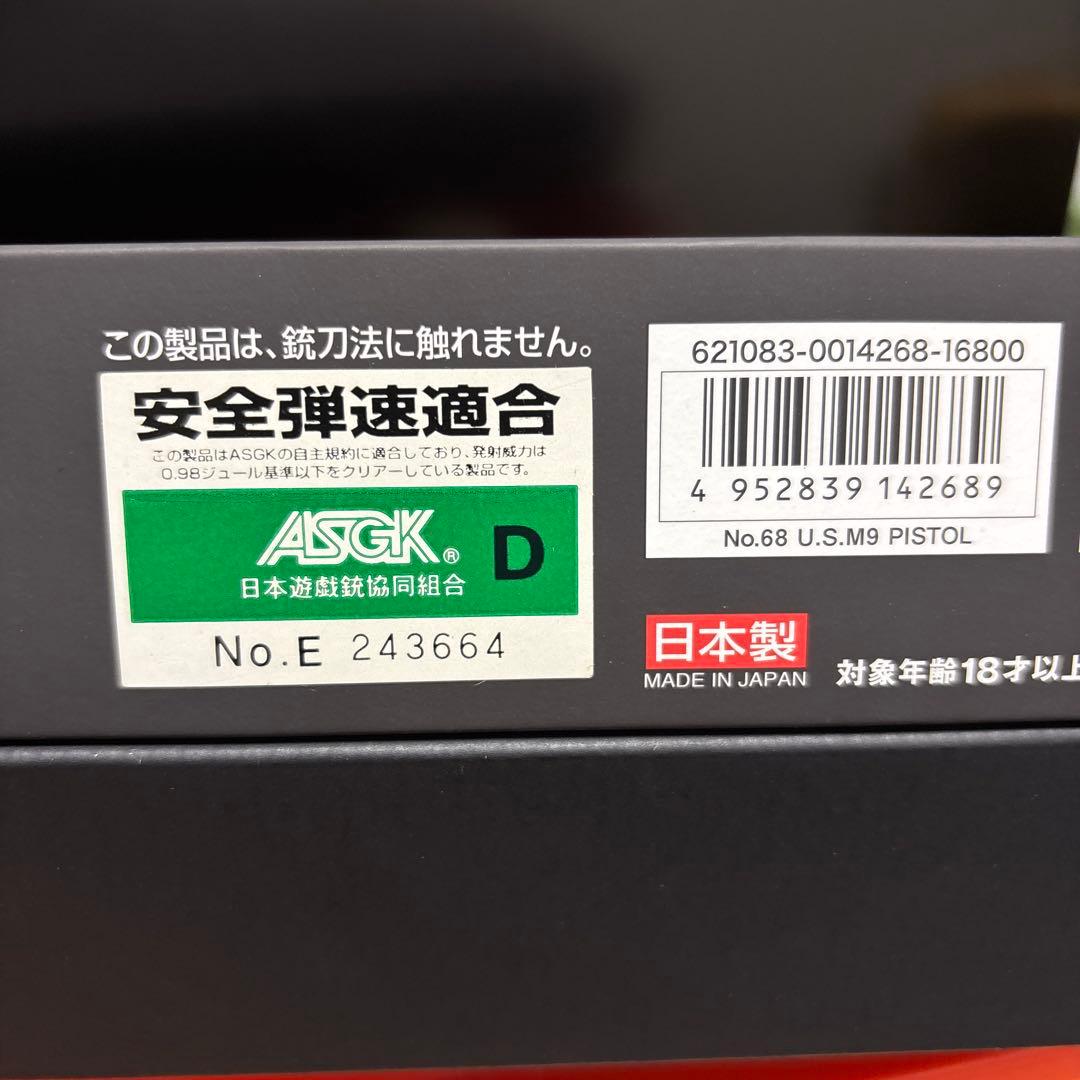 この製品は、銃刀法に触れません。
安全弾速適合
この製品はASGKの自主規約に適合しており、発射威力は
0.98ジュール基準以下をクリアーしている製品です。
ASGK® D
日本遊戯銃協同組合
No.E 243664
621083-0014268-16800
4 952839 142689
No.68 U.S.M9 PISTOL
日本製
MADE IN JAPAN
対象年齢18才以上